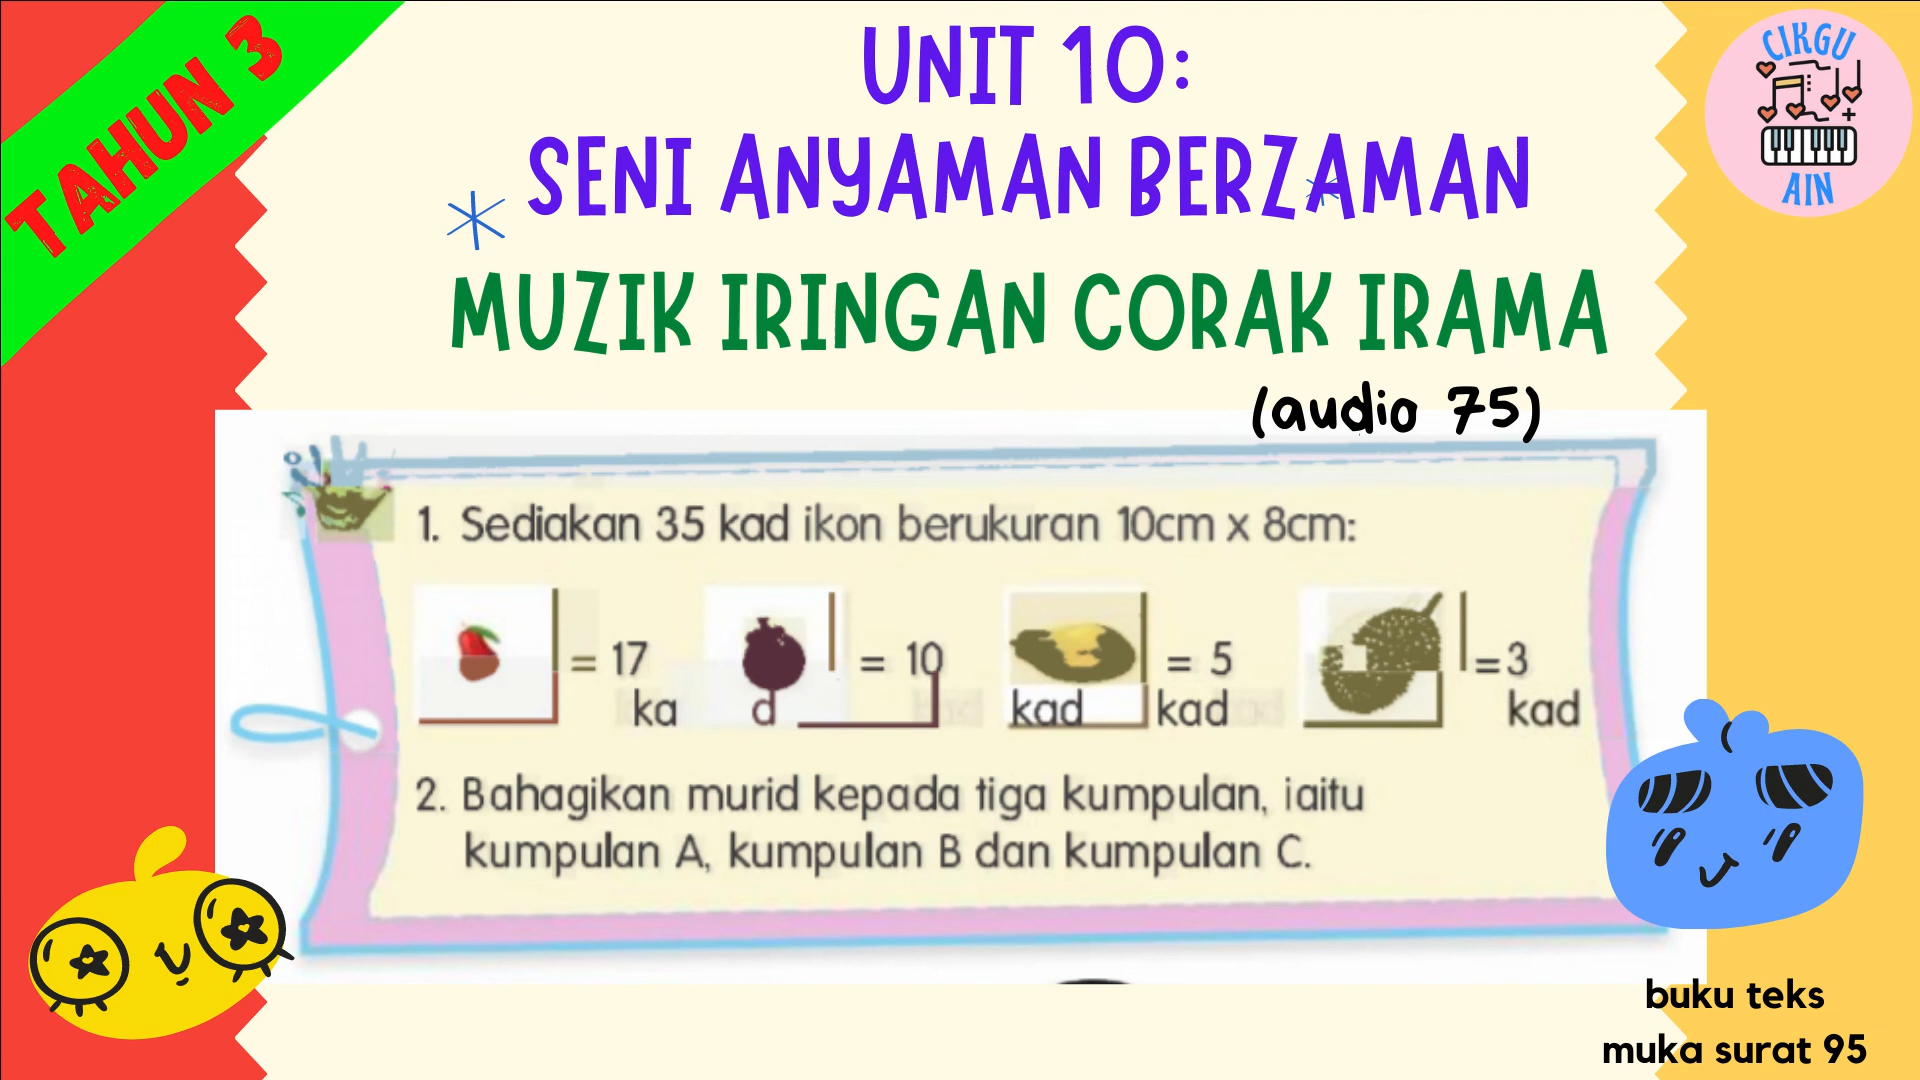 TAHUN 3
UNIT 10:
SENI ANYAMAN BERZAMAN
MUZIK IRINGAN CORAK IRAMA
(audio 75)
CIKGU
AIN
1. Sediakan 35 kad ikon berukuran 10cm x 8cm:
= 17 = 10 = 5 =3
ka d kad kad kad
2. Bahagikan murid kepada tiga kumpulan, iaitu
kumpulan A, kumpulan B dan kumpulan C.
buku teks
muka surat 95